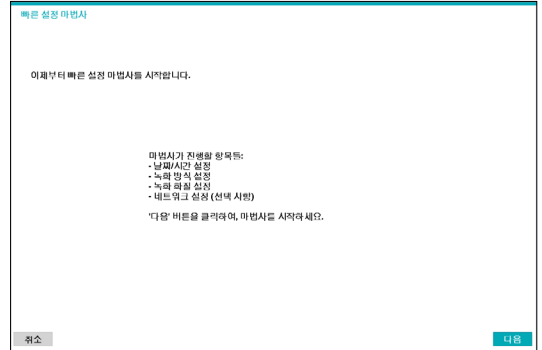 빠른 설정 마법사
이제부터 빠른 설정 마법사를 시작합니다.
마법사가 진행할 항목들:
- 날짜/시간 설정
- 녹화 방식 설정
- 녹화 화질 설정
- 네트워크 설정 (선택 사항)
'다음' 버튼을 클릭하여, 마법사를 시작하세요.
취소
다음